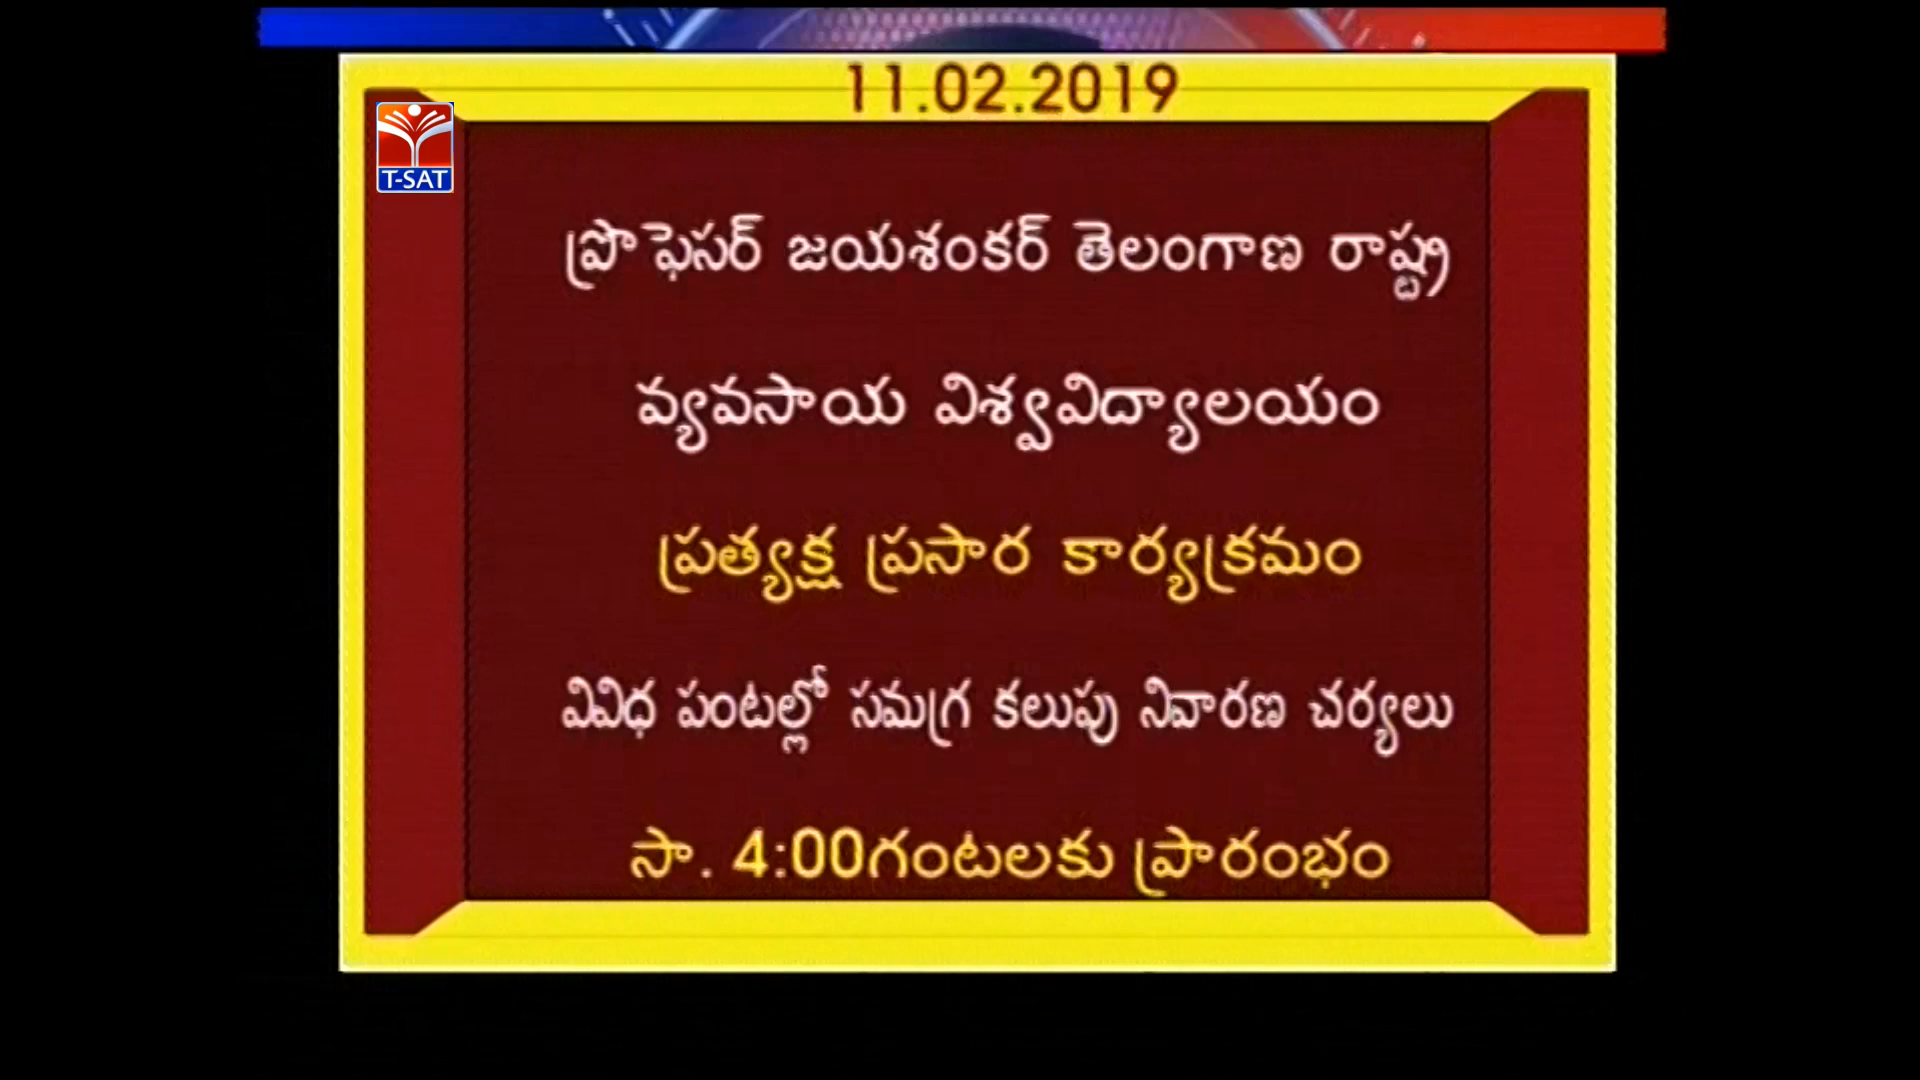 11.02.2019
T-SAT
ప్రొఫెసర్ జయశంకర్ తెలంగాణ రాష్ట్ర
వ్యవసాయ విశ్వవిద్యాలయం
ప్రత్యక్ష ప్రసార కార్యక్రమం
వివిధ పంటల్లో సమగ్ర కలుపు నివారణ చర్యలు
సా. 4:00గంటలకు ప్రారంభం